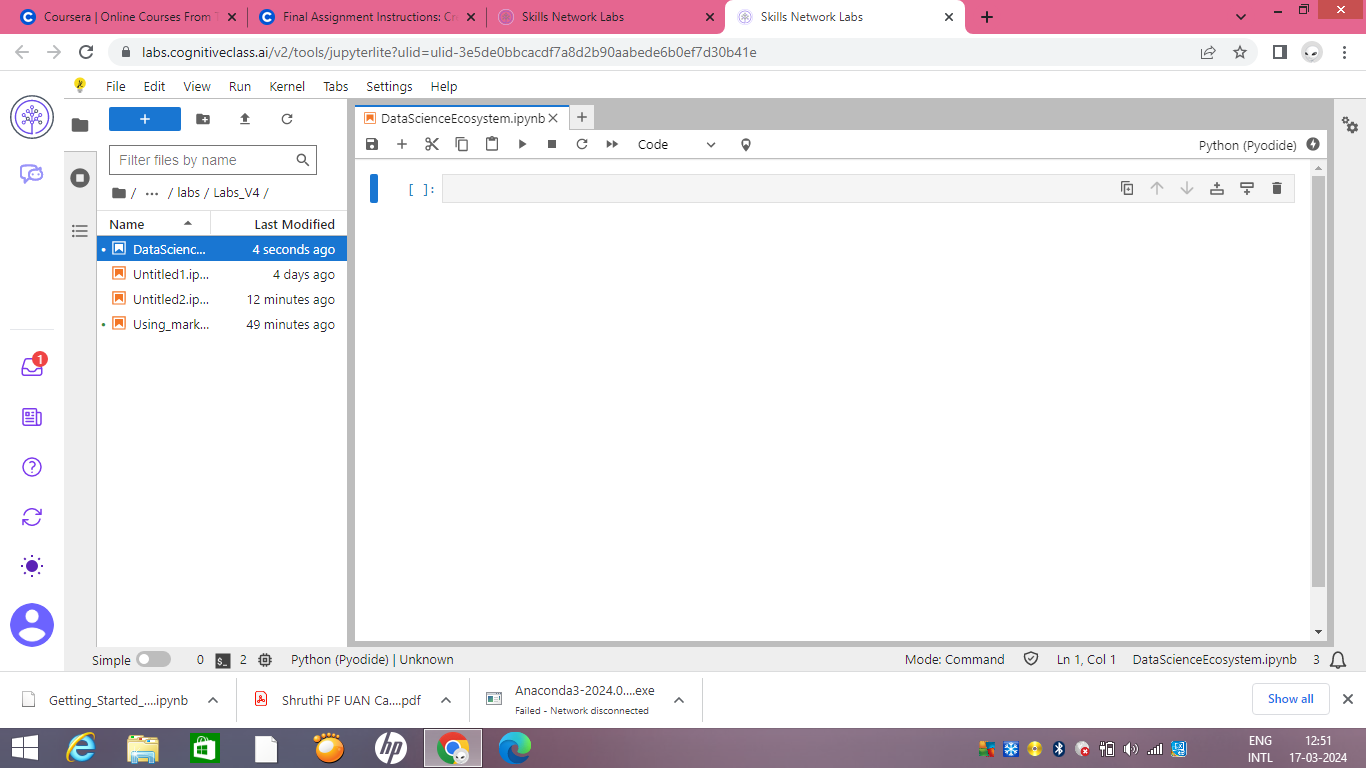 Coursera | Online Courses From T
Final Assignment Instructions: Cr
Skills Network Labs
Skills Network Labs
labs.cognitiveclass.ai/v2/tools/jupyterlite?ulid=ulid-3e5de0bbcacdf7a8d2b90aabede6b0ef7d30b41e
File Edit View Run Kernel Tabs Settings Help
DataScienceEcosystem.ipynb
Code
Python (Pyodide)
Filter files by name
/ ... / labs / Labs_V4 /
[ ]:
Name Last Modified
DataScienc... 4 seconds ago
Untitled1.ip... 4 days ago
Untitled2.ip... 12 minutes ago
Using_mark... 49 minutes ago
1
Simple 0 2 Python (Pyodide) | Unknown Mode: Command Ln 1, Col 1 DataScienceEcosystem.ipynb 3
Getting_Started_....ipynb
Shruthi PF UAN Ca....pdf
Anaconda3-2024.0....exe
Failed - Network disconnected
Show all
hp
ENG 12:51
INTL 17-03-2024